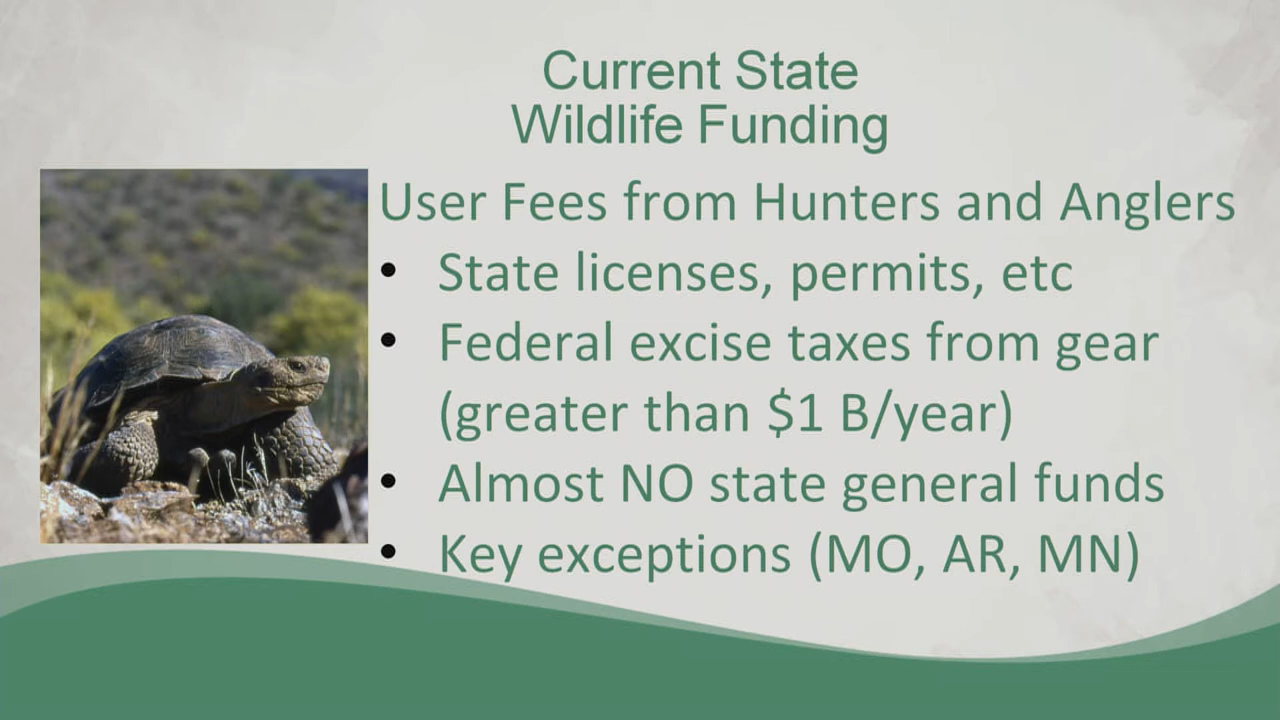 Current State
Wildlife Funding
User Fees from Hunters and Anglers
• State licenses, permits, etc
• Federal excise taxes from gear
(greater than $1 B/year)
• Almost NO state general funds
• Key exceptions (MO, AR, MN)